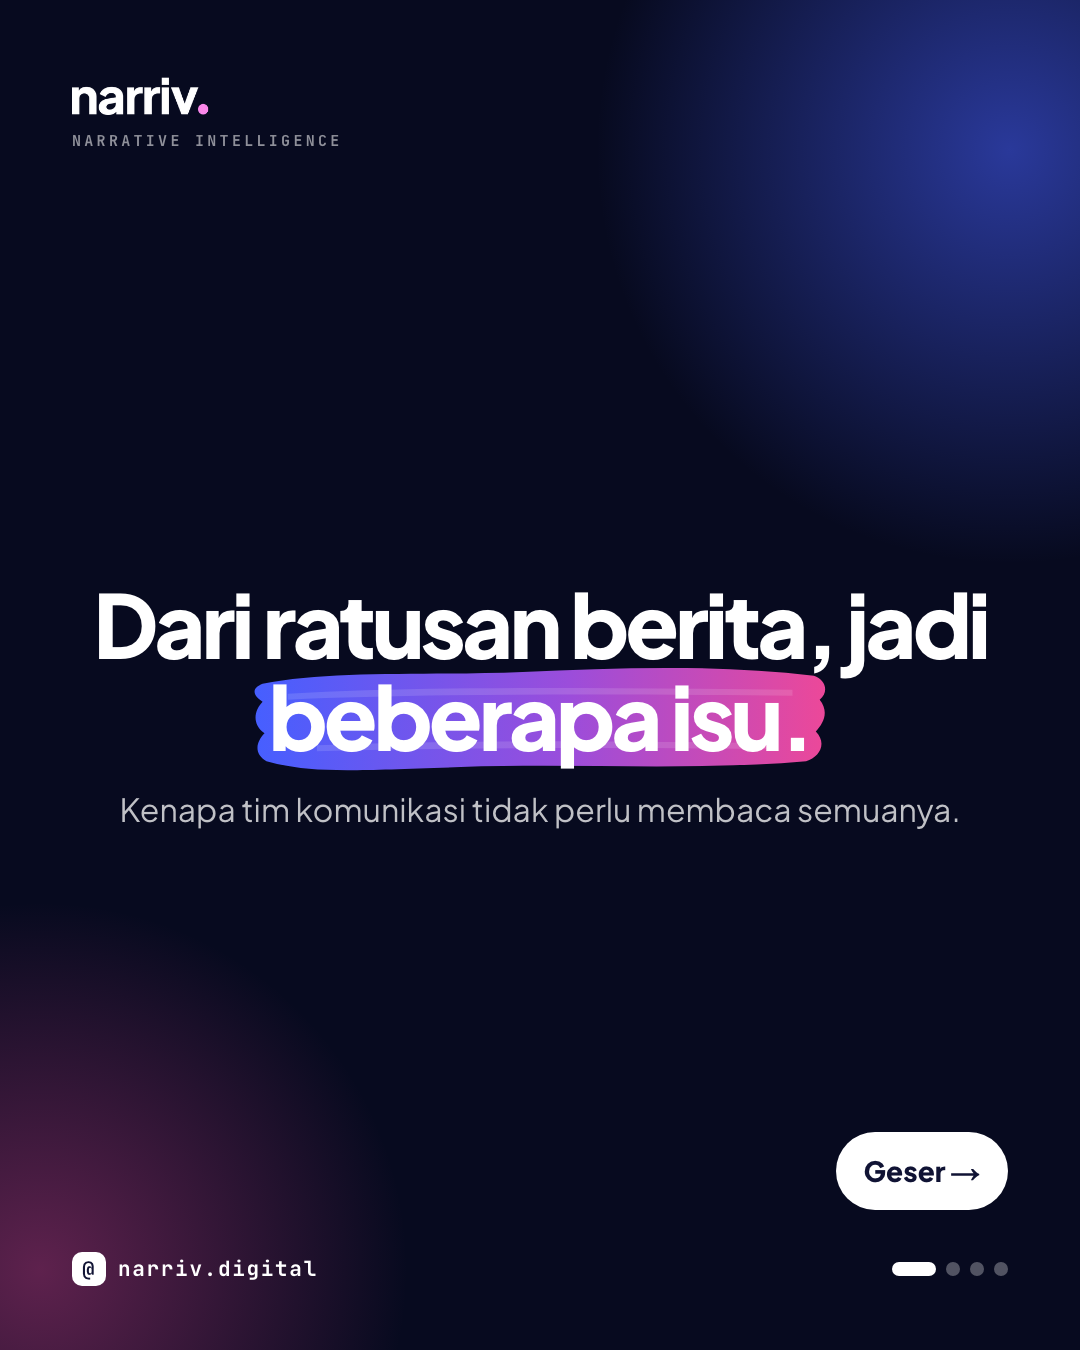 narriv.
NARRATIVE INTELLIGENCE
Dari ratusan berita, jadi
beberapa isu.
Kenapa tim komunikasi tidak perlu membaca semuanya.
Geser →
@ narriv.digital